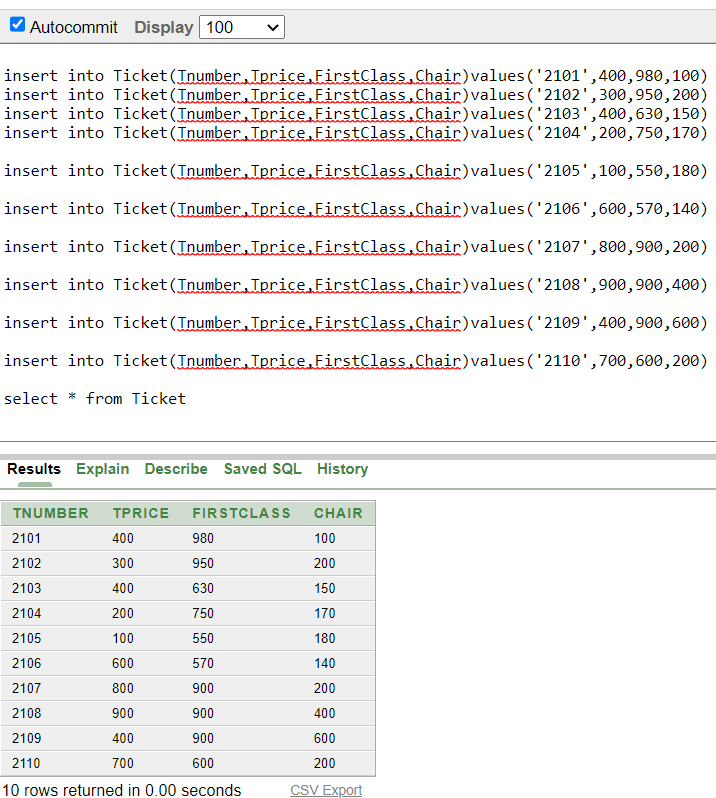 Autocommit Display 100
insert into Ticket(Tnumber,Tprice,FirstClass,Chair)values('2101',400,980,100)
insert into Ticket(Tnumber,Tprice,FirstClass,Chair)values('2102',300,950,200)
insert into Ticket(Tnumber,Tprice,FirstClass,Chair)values('2103',400,630,150)
insert into Ticket(Tnumber,Tprice,FirstClass,Chair)values('2104',200,750,170)
insert into Ticket(Tnumber,Tprice,FirstClass,Chair)values('2105',100,550,180)
insert into Ticket(Tnumber,Tprice,FirstClass,Chair)values('2106',600,570,140)
insert into Ticket(Tnumber,Tprice,FirstClass,Chair)values('2107',800,900,200)
insert into Ticket(Tnumber,Tprice,FirstClass,Chair)values('2108',900,900,400)
insert into Ticket(Tnumber,Tprice,FirstClass,Chair)values('2109',400,900,600)
insert into Ticket(Tnumber,Tprice,FirstClass,Chair)values('2110',700,600,200)
select * from Ticket
Results Explain Describe Saved SQL History
TNUMBER TPRICE FIRSTCLASS CHAIR
2101 400 980 100
2102 300 950 200
2103 400 630 150
2104 200 750 170
2105 100 550 180
2106 600 570 140
2107 800 900 200
2108 900 900 400
2109 400 900 600
2110 700 600 200
10 rows returned in 0.00 seconds CSV Export